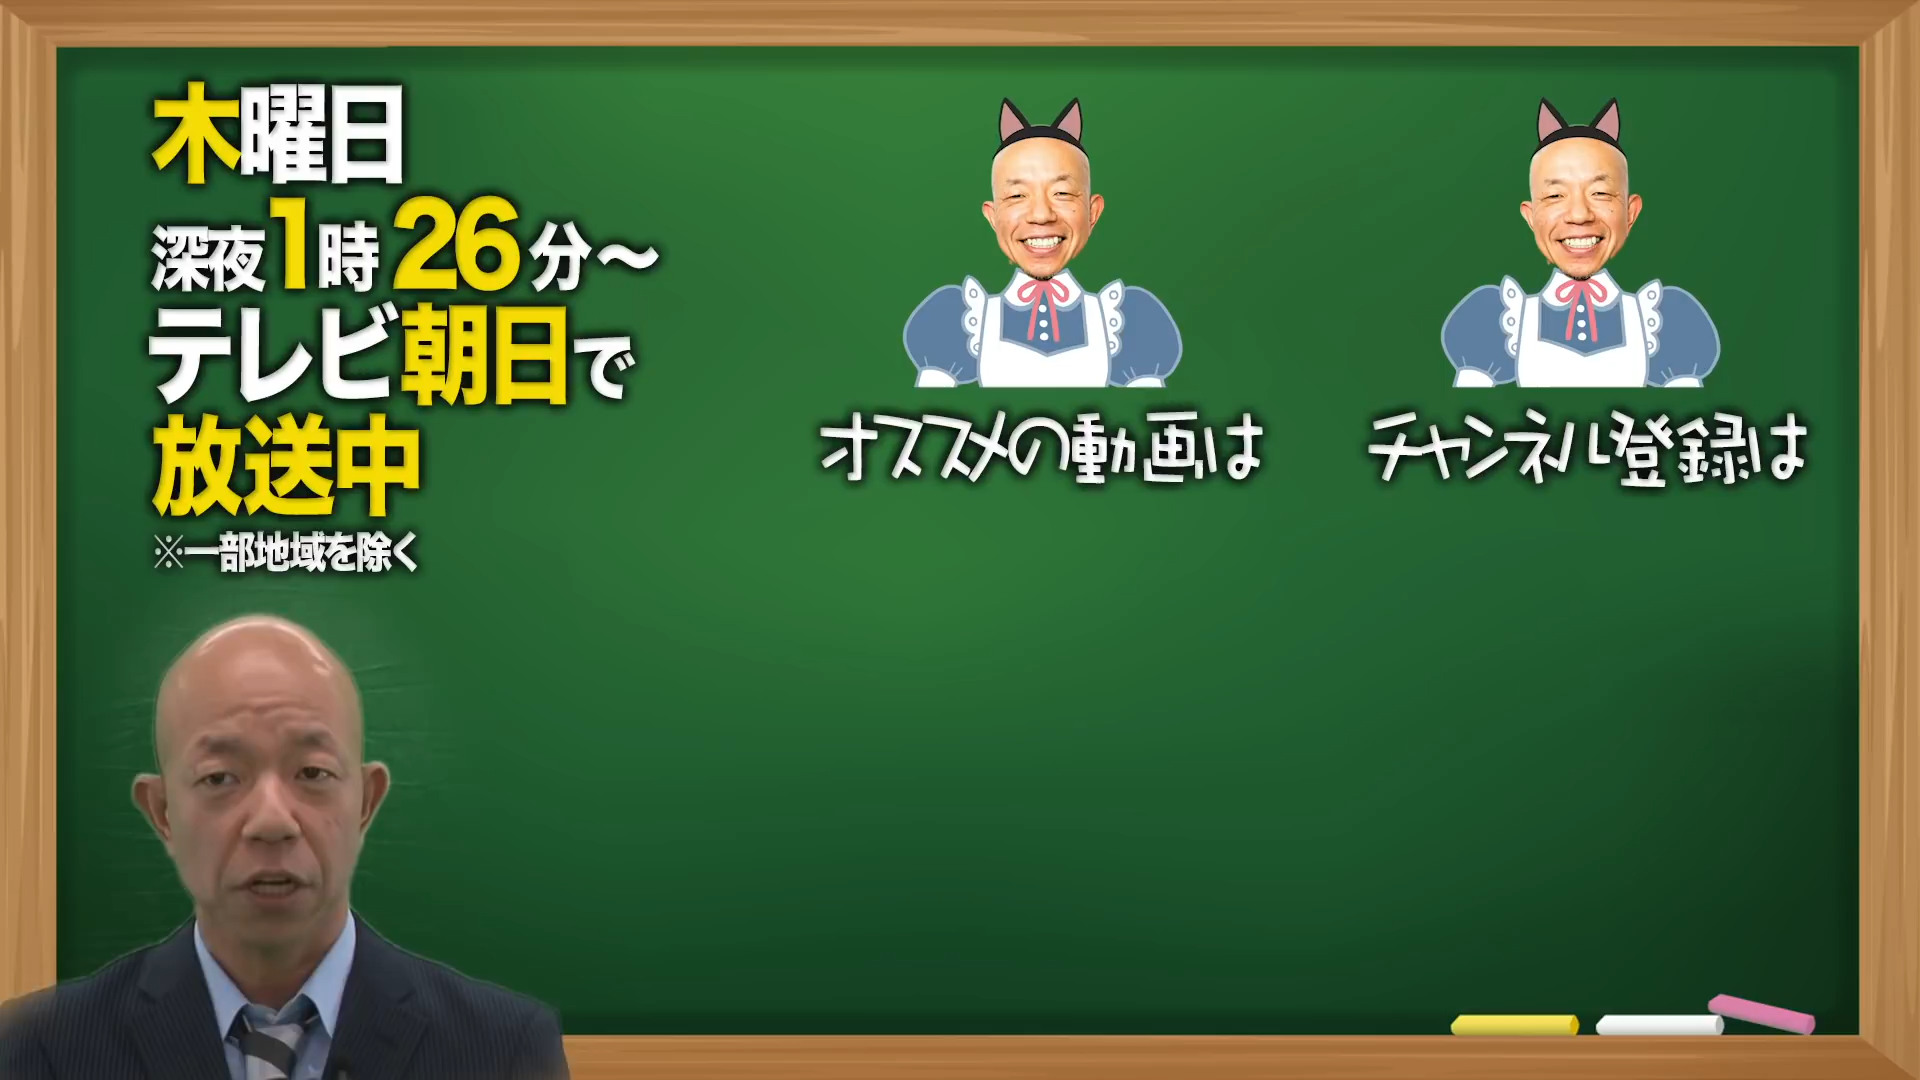 木曜日
深夜1時26分〜
テレビ朝日で
放送中
※一部地域を除く
オススメの動画は
チャンネル登録は